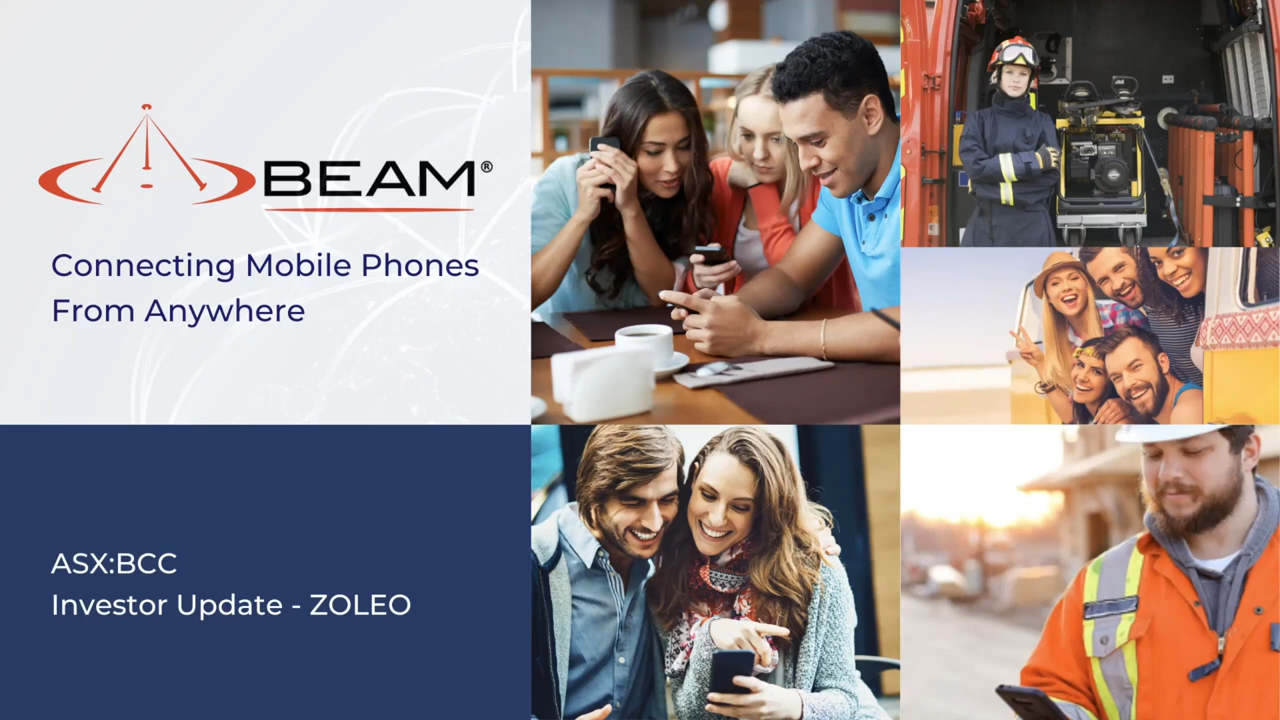 BEAM®
Connecting Mobile Phones
From Anywhere
ASX:BCC
Investor Update - ZOLEO